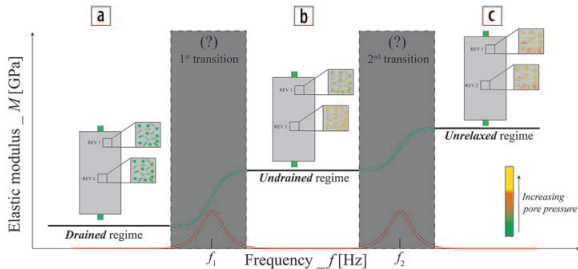 a
b
c
(?)
1st transition
(?)
2nd transition
REV 1
REV 2
REV 1
REV 2
REV 1
REV 2
Elastic modulus _ M [GPa]
Drained regime
Undrained regime
Unrelaxed regime
Increasing
pore pressure
f1
Frequency _f [Hz]
f2